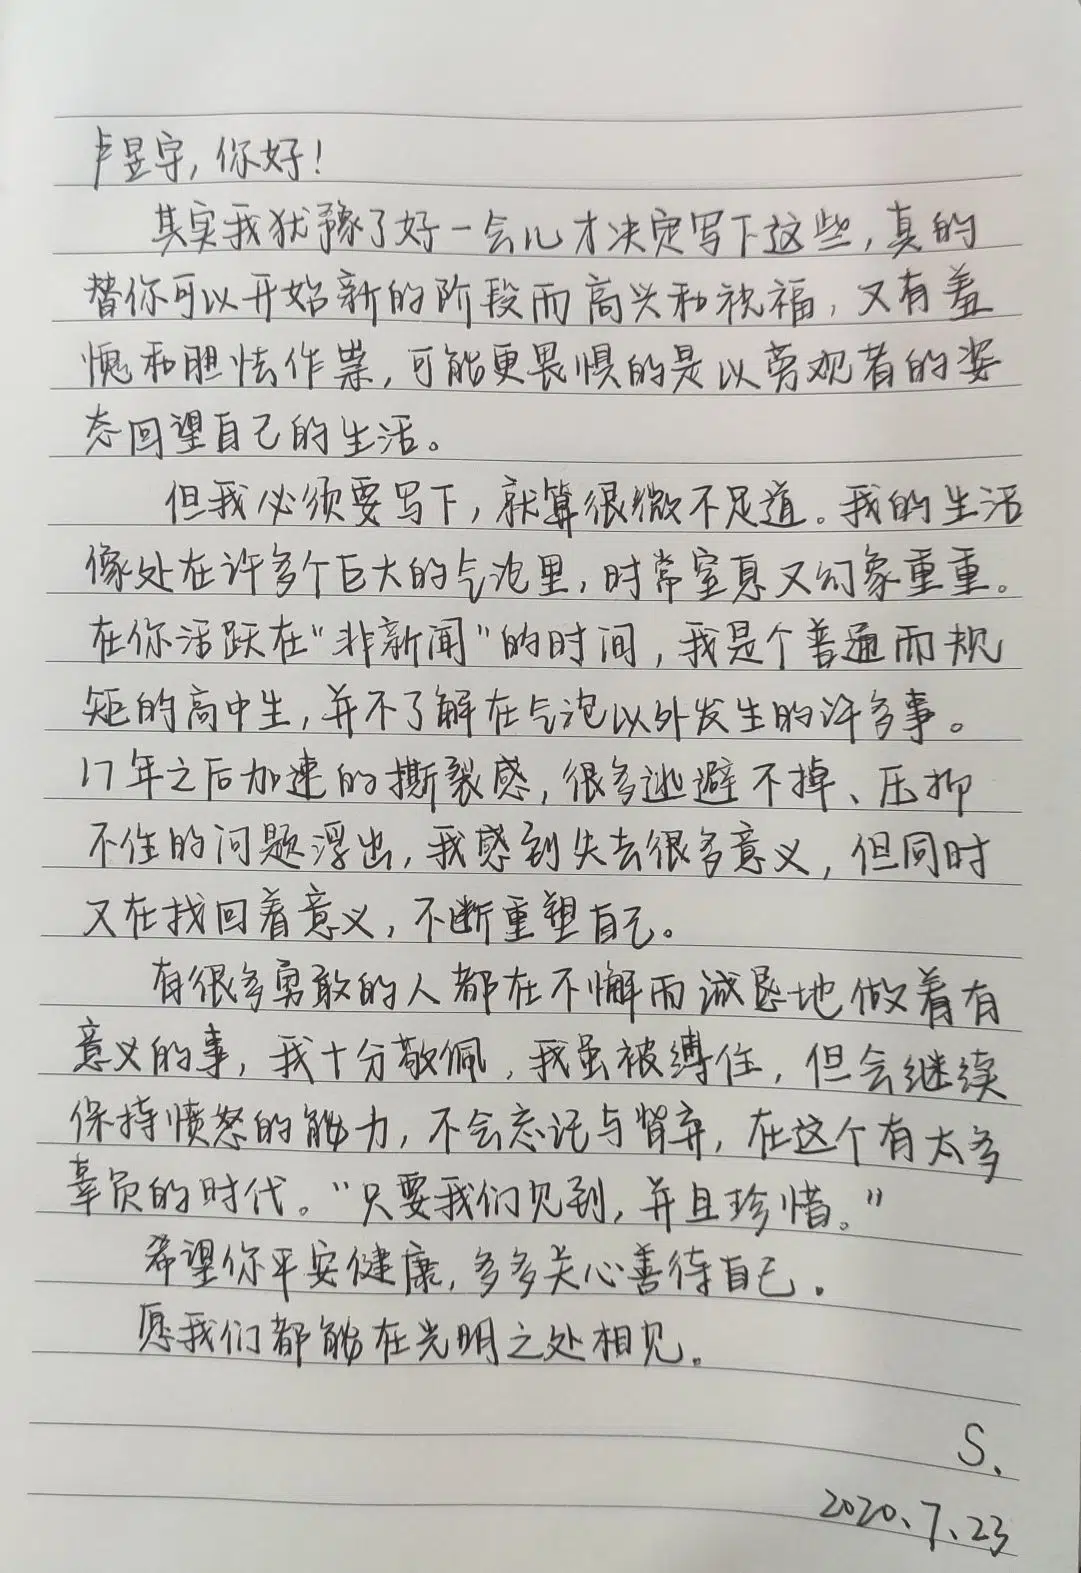 卢昱宇, 你好!
其实我犹豫了好一会儿才决定写下这些, 真的
替你可以开始新的阶段而高兴和祝福, 又有羞
愧和胆怯作祟, 可能更畏惧的是以旁观者的姿
态回望自己的生活。
但我必须要写下, 就算很微不足道。我的生活
像处在许多个巨大的气泡里, 时常窒息又幻象重重。
在你活跃在“非新闻”的时间, 我是个普通而规
矩的高中生, 并不了解在气泡以外发生的许多事。
17年之后加速的撕裂感, 很多逃避不掉、压抑
不住的问题浮出, 我感到失去很多意义, 但同时
又在找回着意义, 不断重塑自己。
有很多勇敢的人都在不懈而诚恳地做着有
意义的事, 我十分敬佩, 我虽被缚住, 但会继续
保持愤怒的能力, 不会忘记与背弃, 在这个有太多
辜负的时代。“只要我们见到, 并且珍惜。”
希望你平安健康, 多多关心善待自己.
愿我们都能在光明之处相见。
S.
2020.7.23